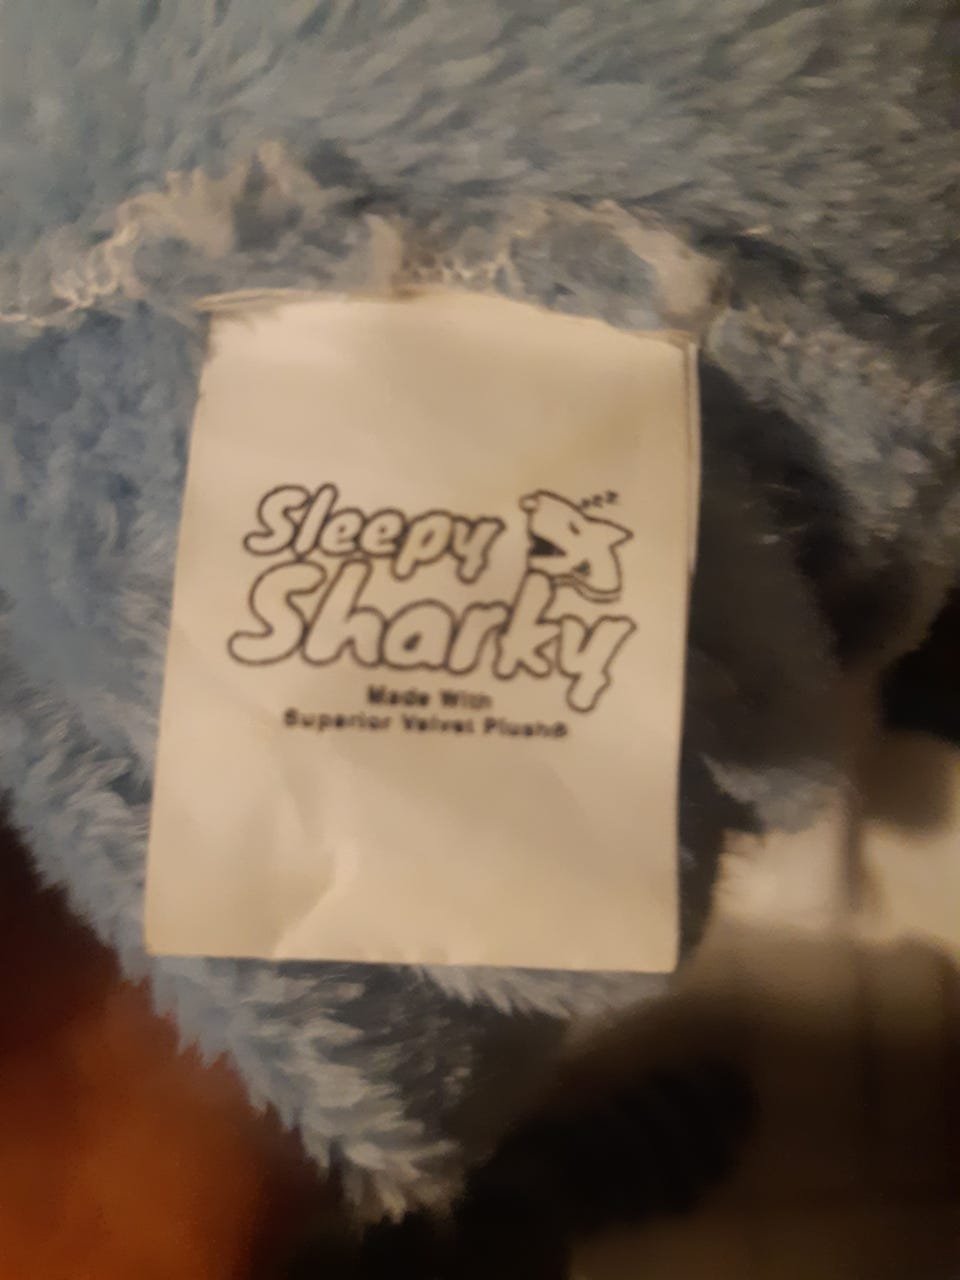 Sleepy
Sharky
Made With
Superior Velvet Plush®